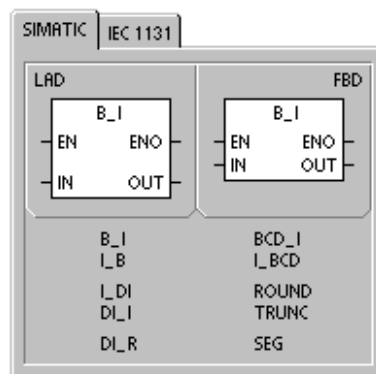 SIMATIC IEC 1131
LAD FBD
B_I B_I
EN ENO EN ENO
IN OUT IN OUT
B_I BCD_I
I_B I_BCD
I_DI ROUND
DI_I TRUNC
DI_R SEG